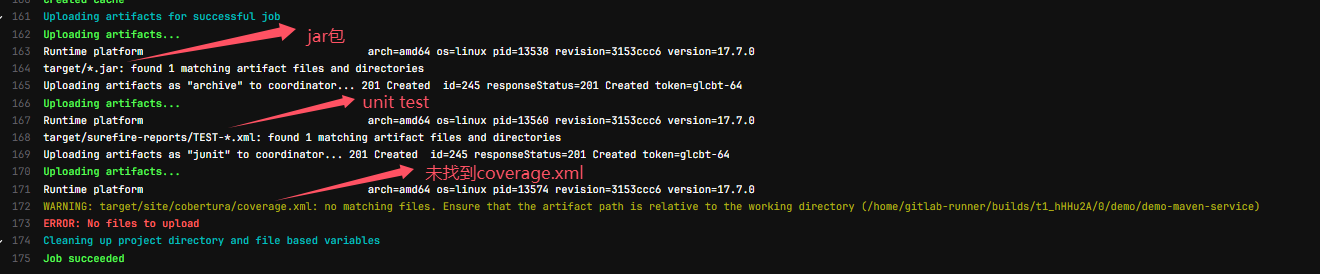 created cache
161 Uploading artifacts for successful job
162 Uploading artifacts...
jar包
163 Runtime platform arch=amd64 os=linux pid=13538 revision=3153ccc6 version=17.7.0
164 target/*.jar: found 1 matching artifact files and directories
165 Uploading artifacts as "archive" to coordinator... 201 Created id=245 responseStatus=201 Created token=glcbt-64
166 Uploading artifacts...
unit test
167 Runtime platform arch=amd64 os=linux pid=13560 revision=3153ccc6 version=17.7.0
168 target/surefire-reports/TEST-*.xml: found 1 matching artifact files and directories
169 Uploading artifacts as "junit" to coordinator... 201 Created id=245 responseStatus=201 Created token=glcbt-64
170 Uploading artifacts...
未找到coverage.xml
171 Runtime platform arch=amd64 os=linux pid=13574 revision=3153ccc6 version=17.7.0
172 WARNING: target/site/cobertura/coverage.xml: no matching files. Ensure that the artifact path is relative to the working directory (/home/gitlab-runner/builds/t1_hHHu2A/0/demo/demo-maven-service)
173 ERROR: No files to upload
174 Cleaning up project directory and file based variables
175 Job succeeded